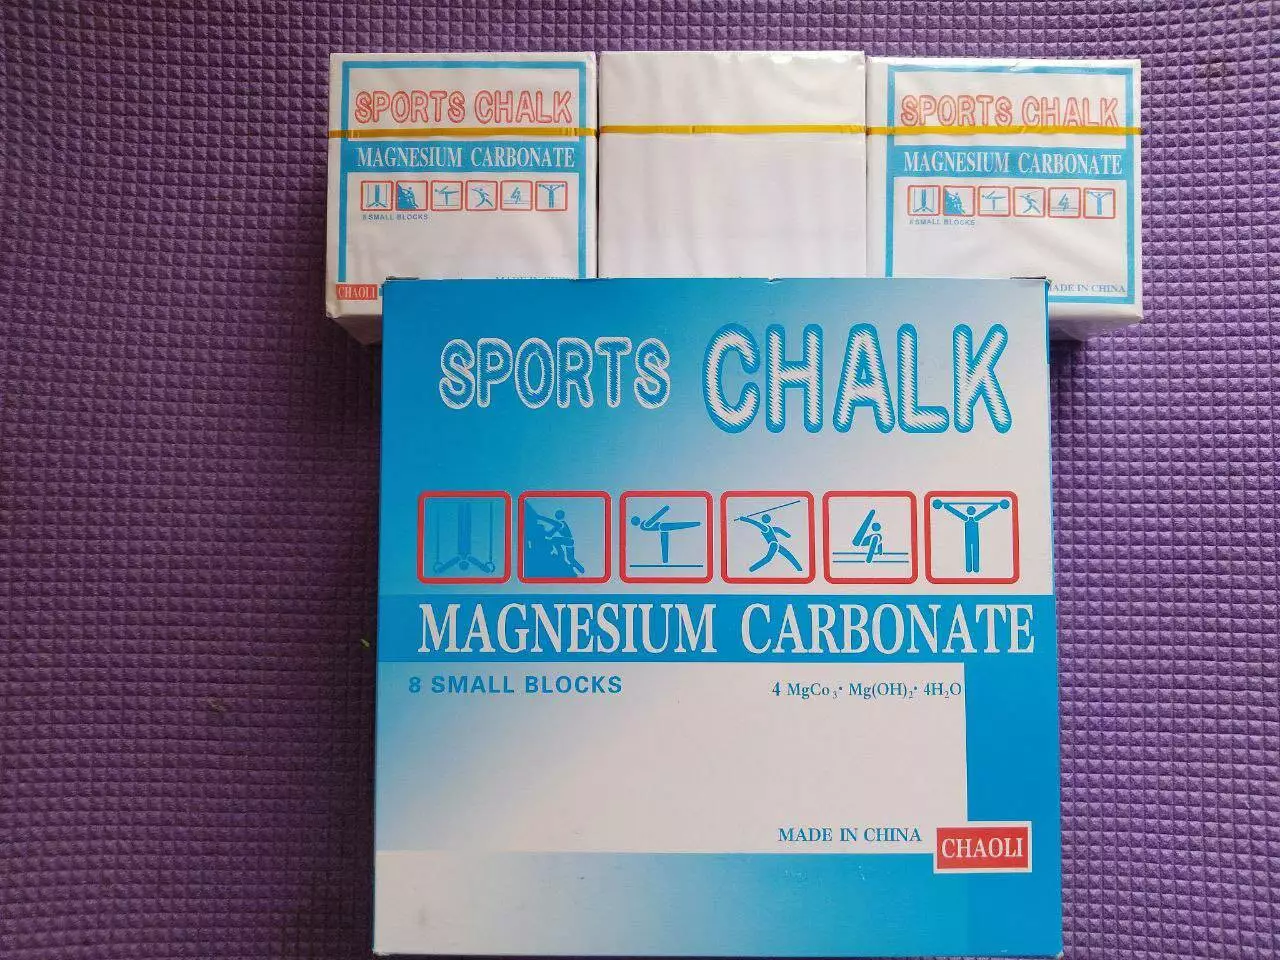 SPORTS CHALK
MAGNESIUM CARBONATE
8 SMALL BLOCKS
CHAOLI
SPORTS CHALK
MAGNESIUM CARBONATE
8 SMALL BLOCKS
MADE IN CHINA
SPORTS CHALK
MAGNESIUM CARBONATE
8 SMALL BLOCKS
4 MgCo₃· Mg(OH)₂· 4H₂O
MADE IN CHINA
CHAOLI